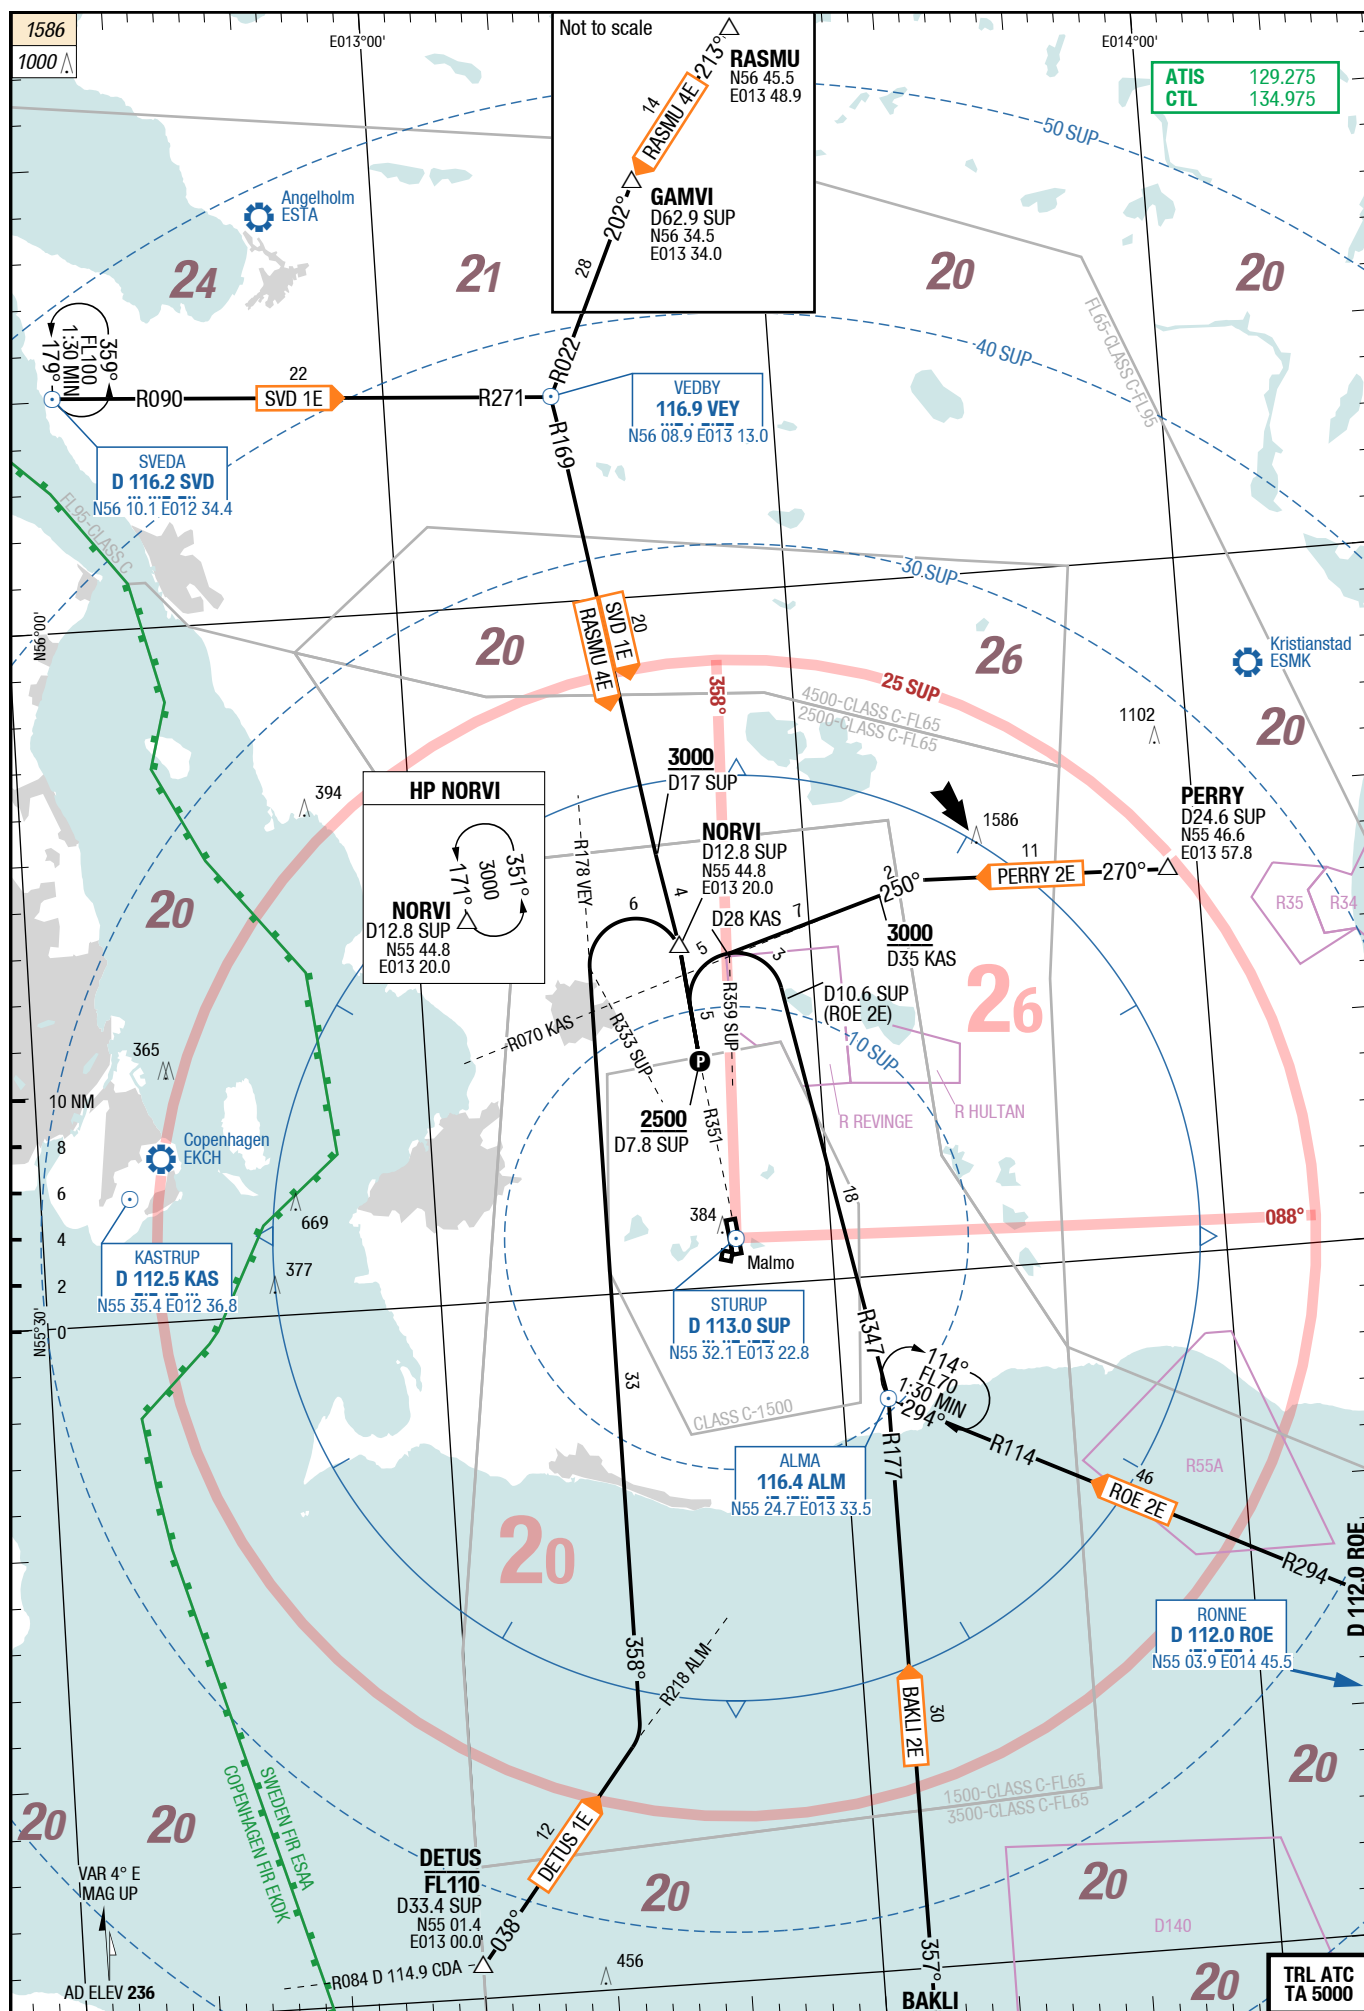 1586
1000
E013°00'
Not to scale
213°
RASMU
N56 45.5
E013 48.9
14
RASMU 4E
GAMVI
D62.9 SUP
N56 34.5
E013 34.0
202°
28
E014°00'
ATIS 129.275
CTL 134.975
50 SUP
Angelholm
ESTA
24
21
20
20
FL65-CLASS C-FL95
40 SUP
359°
FL100
1:30 MIN
179°
R090
22
SVD 1E
R271
R022
R169
VEDBY
116.9 VEY
N56 08.9 E013 13.0
SVEDA
D 116.2 SVD
N56 10.1 E012 34.4
FL95-CLASS C
30 SUP
N56°00'
20
SVD 1E
20
RASMU 4E
26
Kristianstad
ESMK
358°
25 SUP
4500-CLASS C-FL65
2500-CLASS C-FL65
1102
20
3000
D17 SUP
HP NORVI
351°
3000
171°
NORVI
D12.8 SUP
N55 44.8
E013 20.0
394
R178 VEY
NORVI
D12.8 SUP
N55 44.8
E013 20.0
1586
PERRY
D24.6 SUP
N55 46.6
E013 57.8
11
PERRY 2E
270°
2
250°
R35
R34
20
6
4
D28 KAS
7
3000
D35 KAS
5
3
D10.6 SUP
(ROE 2E)
26
R070 KAS
R333 SUP
5
R359 SUP
10 SUP
P
365
10 NM
8
6
4
2
0
2500
D7.8 SUP
R351
R REVINGE
R HULTAN
Copenhagen
EKCH
669
384
18
088°
Malmo
KASTRUP
D 112.5 KAS
N55 35.4 E012 36.8
377
STURUP
D 113.0 SUP
N55 32.1 E013 22.8
N55°30'
R347
33
114°
FL70
1:30 MIN
294°
CLASS C-1500
R177
R114
R55A
ALMA
116.4 ALM
N55 24.7 E013 33.5
46
ROE 2E
20
R294
D 112.0 ROE
RONNE
D 112.0 ROE
N55 03.9 E014 45.5
358°
R218 ALM
BAKLI 2E
30
20
SWEDEN FIR ESAA
COPENHAGEN FIR EKDK
1500-CLASS C-FL65
3500-CLASS C-FL65
20
20
12
DETUS 1E
VAR 4° E
MAG UP
DETUS
FL110
D33.4 SUP
N55 01.4
E013 00.0
038°
20
20
D140
R084 D 114.9 CDA
456
357°
20
AD ELEV 236
BAKLI
TRL ATC
TA 5000